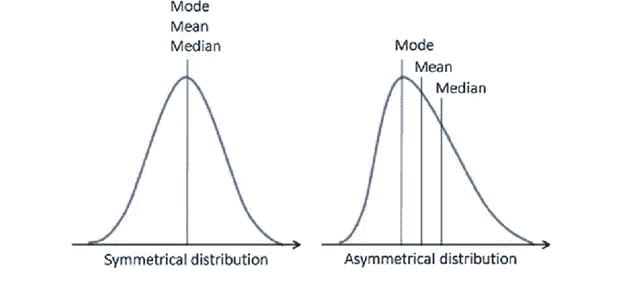 Mode
Mean
Median
Mode
Mean
Median
Symmetrical distribution
Asymmetrical distribution